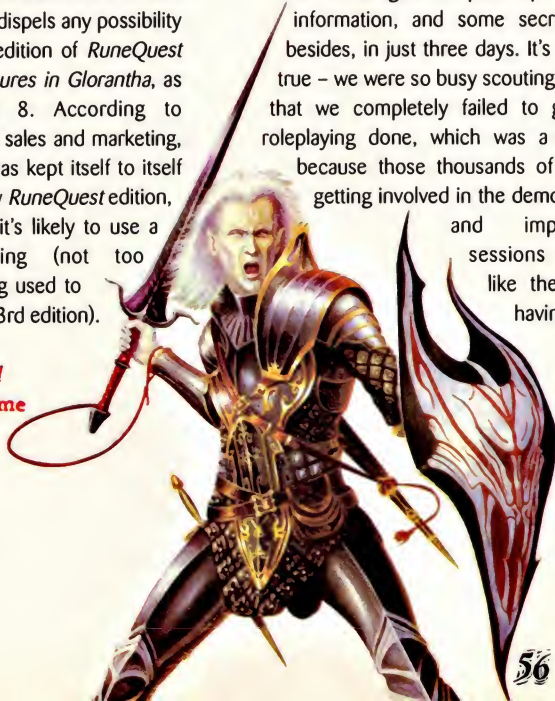 dispels any possibility
edition of RuneQuest
ures in Glorantha, as
8. According to
sales and marketing,
as kept itself to itself
RuneQuest edition,
it's likely to use a
ing (not too
g used to
3rd edition).
me
information, and some secr
besides, in just three days. It's
true – we were so busy scouting
that we completely failed to g
roleplaying done, which was a
because those thousands of
getting involved in the demo
and imp
sessions
like the
havin
56